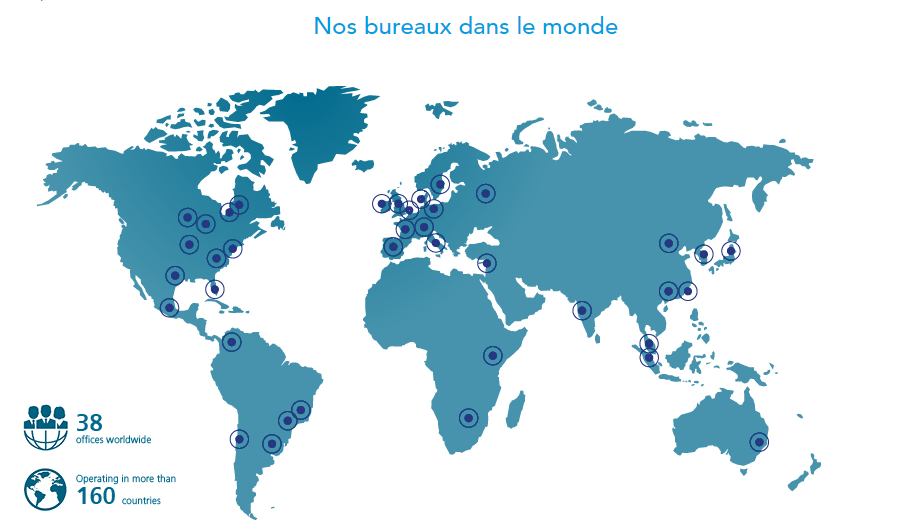 Nos bureaux dans le monde
38
offices worldwide
Operating in more than
160 countries